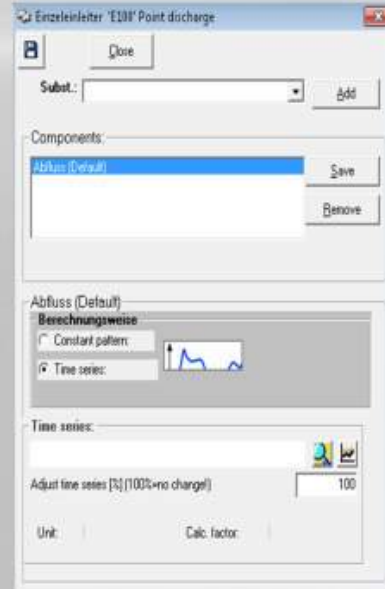 Einzeleinleiter 'E100' Point discharge
Close
Subst.:
Add
Components:
Abfluss (Default)
Save
Remove
Abfluss (Default)
Berechnungsweise
Constant pattern:
Time series:
Time series:
Adjust time series [%] (100%=no change!)
100
Unit:
Calc. factor: